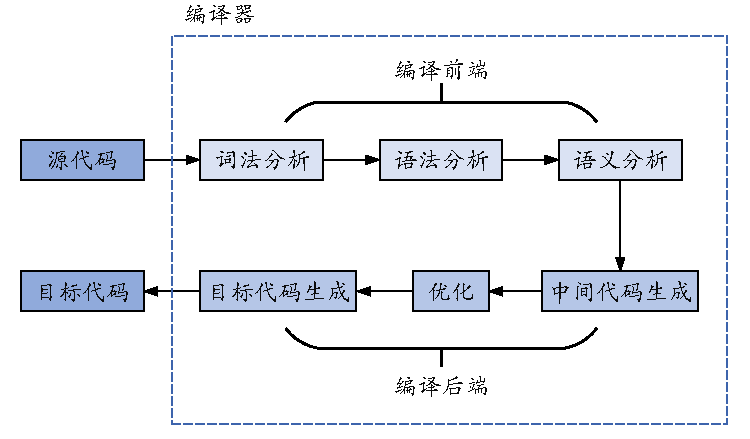 编译器
编译前端
源代码
词法分析
语法分析
语义分析
目标代码
目标代码生成
优化
中间代码生成
编译后端